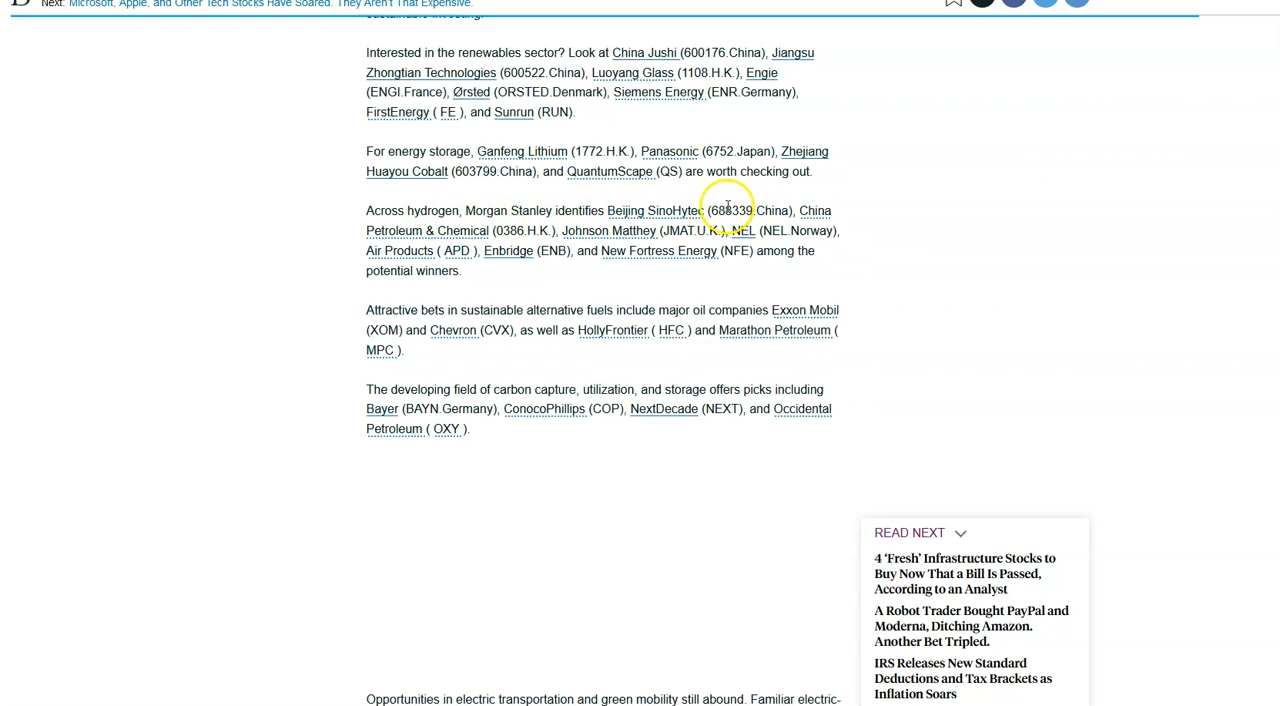 Next: Microsoft, Apple, and Other Tech Stocks Have Soared. They Aren't That Expensive.
sustainable investing.
Interested in the renewables sector? Look at China Jushi (600176.China), Jiangsu
Zhongtian Technologies (600522.China), Luoyang Glass (1108.H.K.), Engie
(ENGI.France), Ørsted (ORSTED.Denmark), Siemens Energy (ENR.Germany),
FirstEnergy ( FE ), and Sunrun (RUN).
For energy storage, Ganfeng Lithium (1772.H.K.), Panasonic (6752.Japan), Zhejiang
Huayou Cobalt (603799.China), and QuantumScape (QS) are worth checking out.
Across hydrogen, Morgan Stanley identifies Beijing SinoHytec (688339.China), China
Petroleum & Chemical (0386.H.K.), Johnson Matthey (JMAT.U.K.), NEL (NEL.Norway),
Air Products ( APD ), Enbridge (ENB), and New Fortress Energy (NFE) among the
potential winners.
Attractive bets in sustainable alternative fuels include major oil companies Exxon Mobil
(XOM) and Chevron (CVX), as well as HollyFrontier ( HFC ) and Marathon Petroleum (
MPC ).
The developing field of carbon capture, utilization, and storage offers picks including
Bayer (BAYN.Germany), ConocoPhillips (COP), NextDecade (NEXT), and Occidental
Petroleum ( OXY ).
READ NEXT
4 ‘Fresh’ Infrastructure Stocks to
Buy Now That a Bill Is Passed,
According to an Analyst
A Robot Trader Bought PayPal and
Moderna, Ditching Amazon.
Another Bet Tripled.
IRS Releases New Standard
Deductions and Tax Brackets as
Inflation Soars
Opportunities in electric transportation and green mobility still abound. Familiar electric-